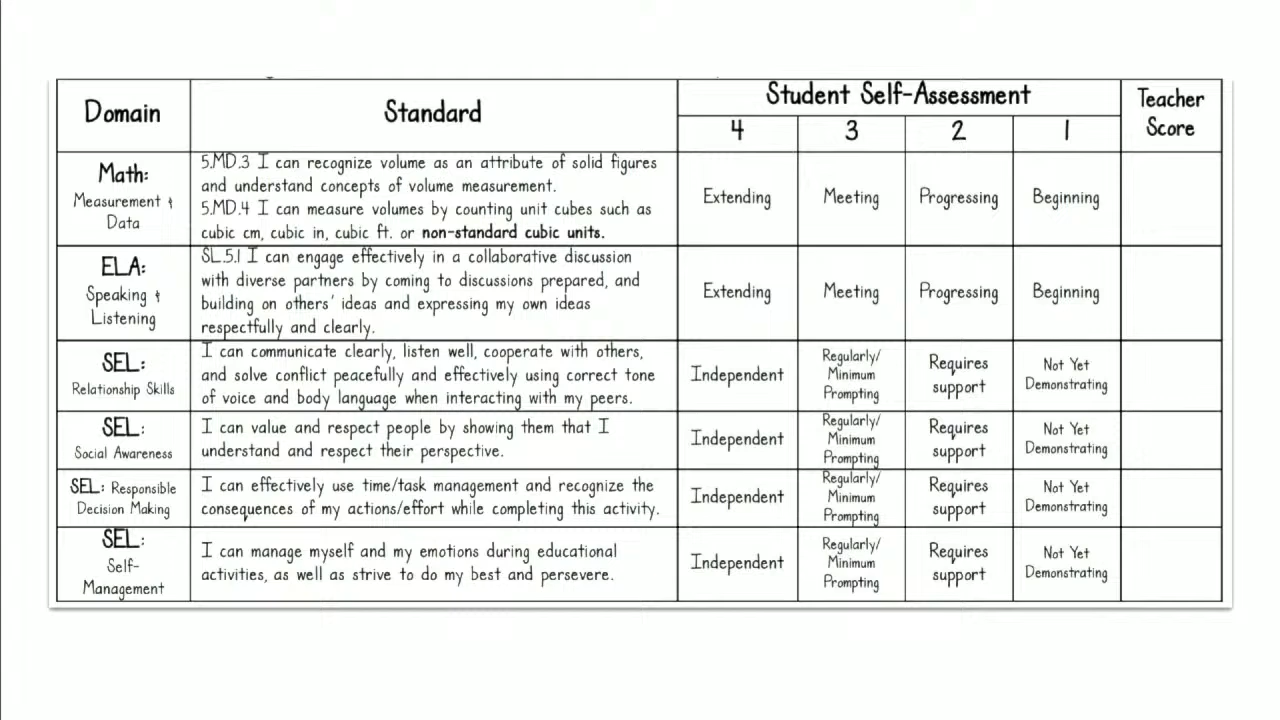 Domain
Standard
Student Self-Assessment
Teacher
Score
4
3
2
1
Math:
Measurement &
Data
5.MD.3 I can recognize volume as an attribute of solid figures
and understand concepts of volume measurement.
5.MD.4 I can measure volumes by counting unit cubes such as
cubic cm, cubic in, cubic ft. or non-standard cubic units.
Extending
Meeting
Progressing
Beginning
ELA:
Speaking &
Listening
SL.5.1 I can engage effectively in a collaborative discussion
with diverse partners by coming to discussions prepared, and
building on others' ideas and expressing my own ideas
respectfully and clearly.
Extending
Meeting
Progressing
Beginning
SEL:
Relationship Skills
I can communicate clearly, listen well, cooperate with others,
and solve conflict peacefully and effectively using correct tone
of voice and body language when interacting with my peers.
Independent
Regularly/
Minimum
Prompting
Requires
support
Not Yet
Demonstrating
SEL:
Social Awareness
I can value and respect people by showing them that I
understand and respect their perspective.
Independent
Regularly/
Minimum
Prompting
Requires
support
Not Yet
Demonstrating
SEL: Responsible
Decision Making
I can effectively use time/task management and recognize the
consequences of my actions/effort while completing this activity.
Independent
Regularly/
Minimum
Prompting
Requires
support
Not Yet
Demonstrating
SEL:
Self-
Management
I can manage myself and my emotions during educational
activities, as well as strive to do my best and persevere.
Independent
Regularly/
Minimum
Prompting
Requires
support
Not Yet
Demonstrating